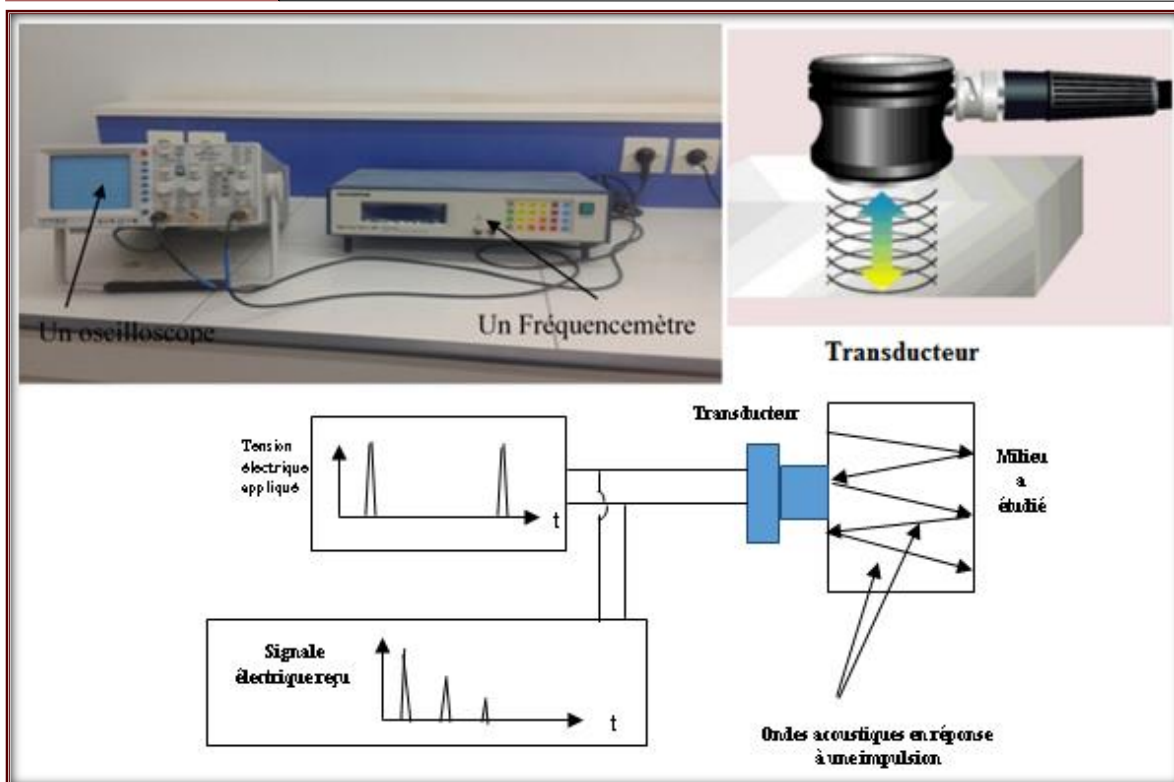 Un oscilloscope
Un Fréquencemètre
Transducteur
Tension
électrique
appliqué
t
Transducteur
Milieu
a
étudié
Signale
électrique reçu
t
Ondes acoustiques en réponse
à une impulsion